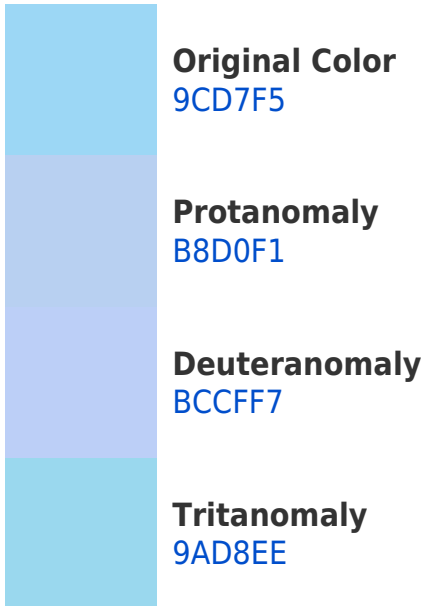 Original Color
9CD7F5
Protanomaly
B8D0F1
Deuteranomaly
BCCFF7
Tritanomaly
9AD8EE